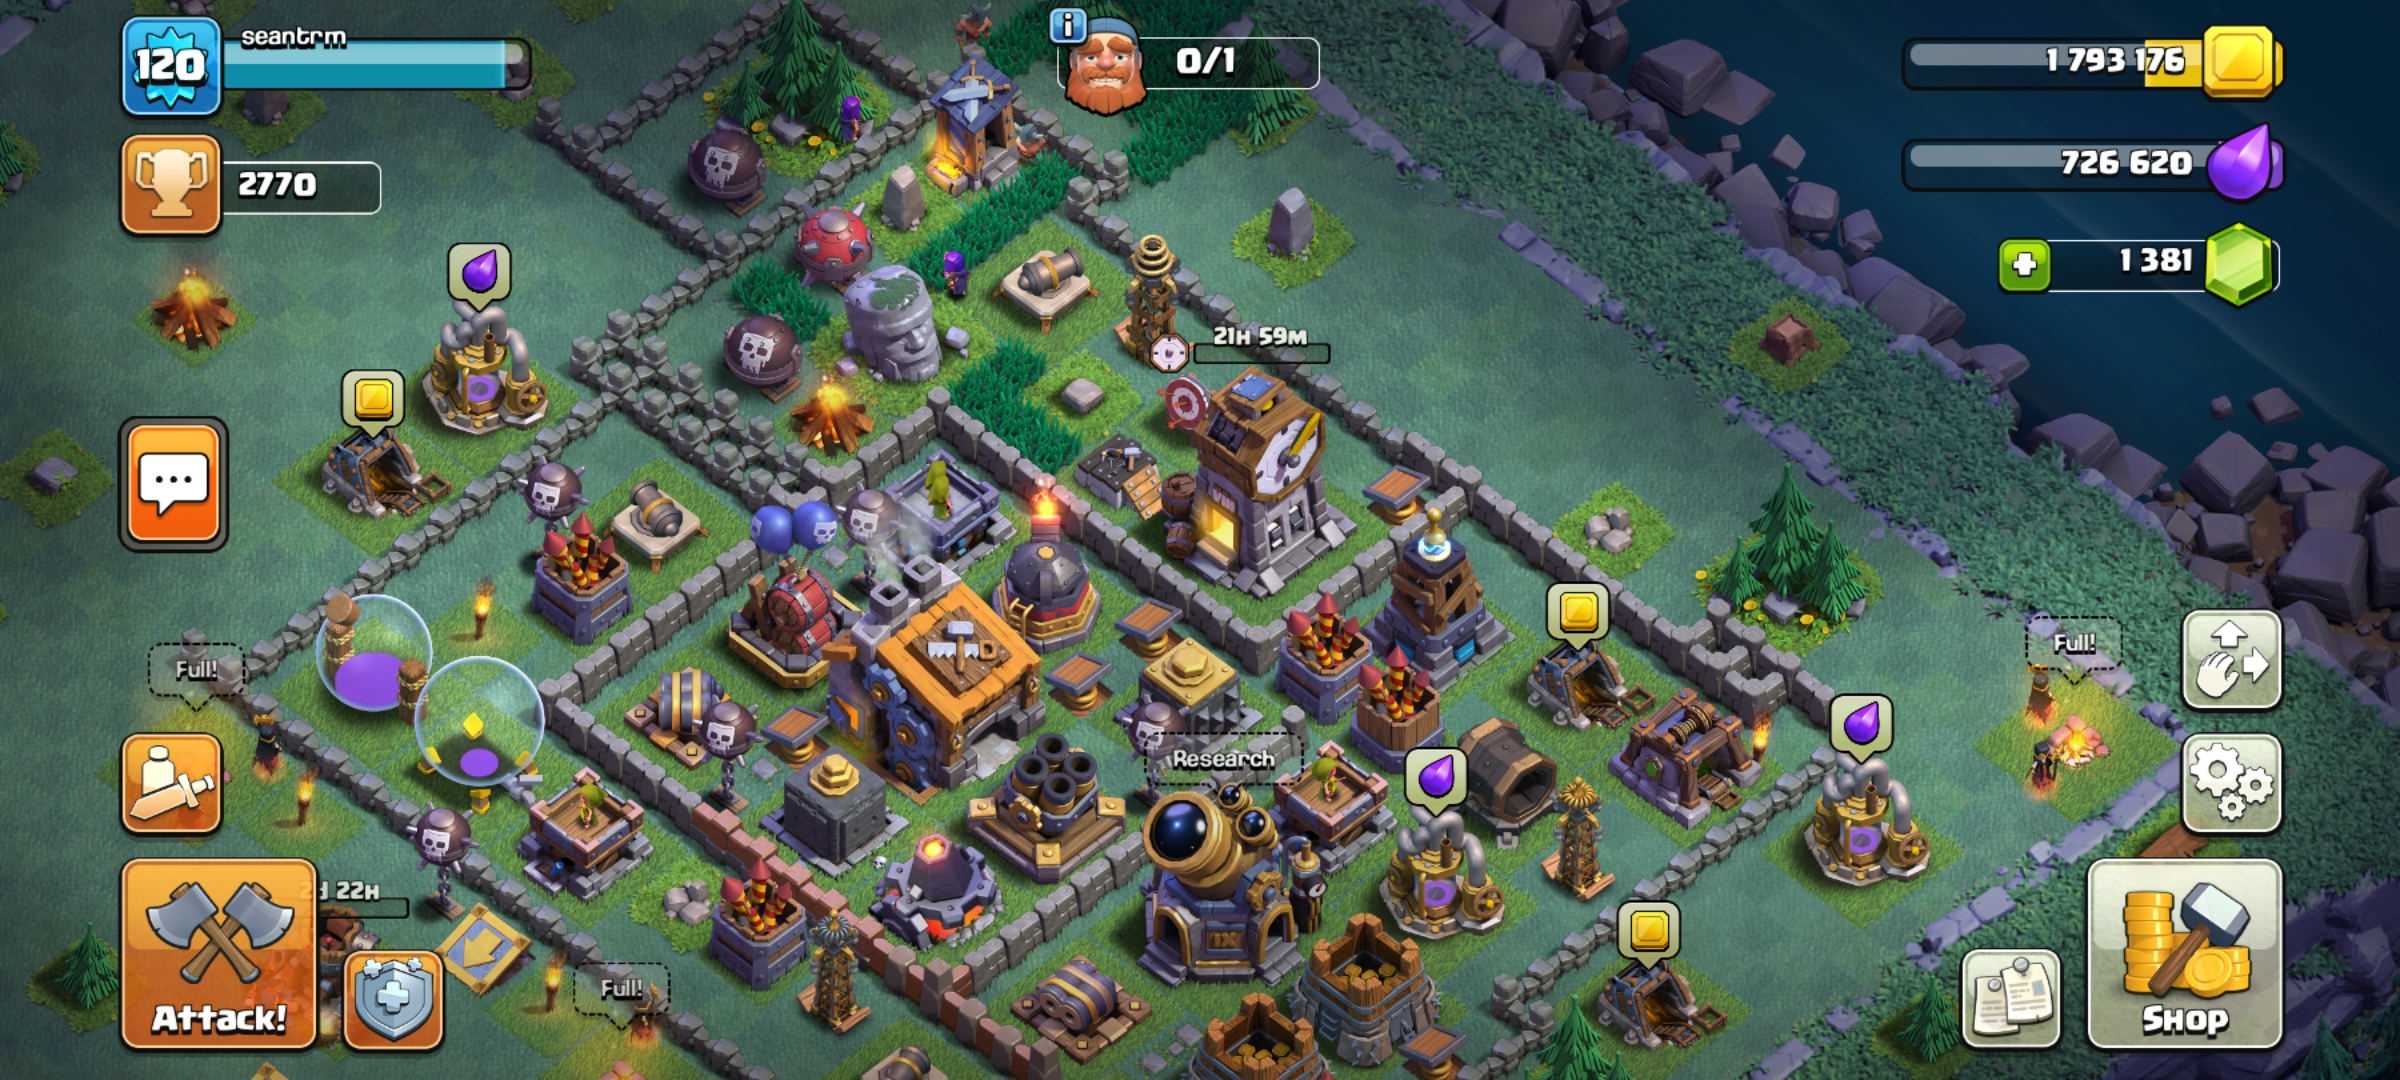 120
seantrm
i
0/1
1 793 176
2770
726 620
1 381
21H 59M
Full!
Full!
Research
22H
IX
Attack!
Full!
Shop